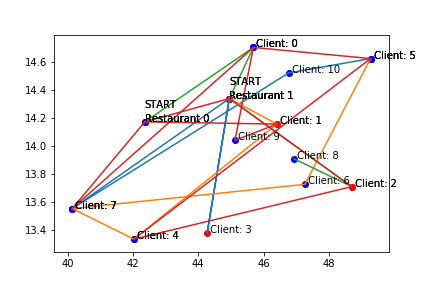 14.6
14.4
14.2
14.0
13.8
13.6
13.4
40
42
44
46
48
Client: 0
Client: 5
Client: 10
START
Restaurant 1
START
Restaurant 0
Client: 1
Client: 9
Client: 8
Client: 6
Client: 2
Client: 7
Client: 3
Client: 4